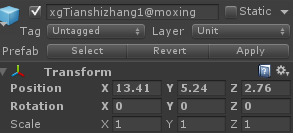 xgTianshizhang1@moxing Static
Tag Untagged Layer Unit
Prefab Select Revert Apply
Transform
Position X 13.41 Y 5.24 Z 2.76
Rotation X 0 Y 0 Z 0
Scale X 1 Y 1 Z 1